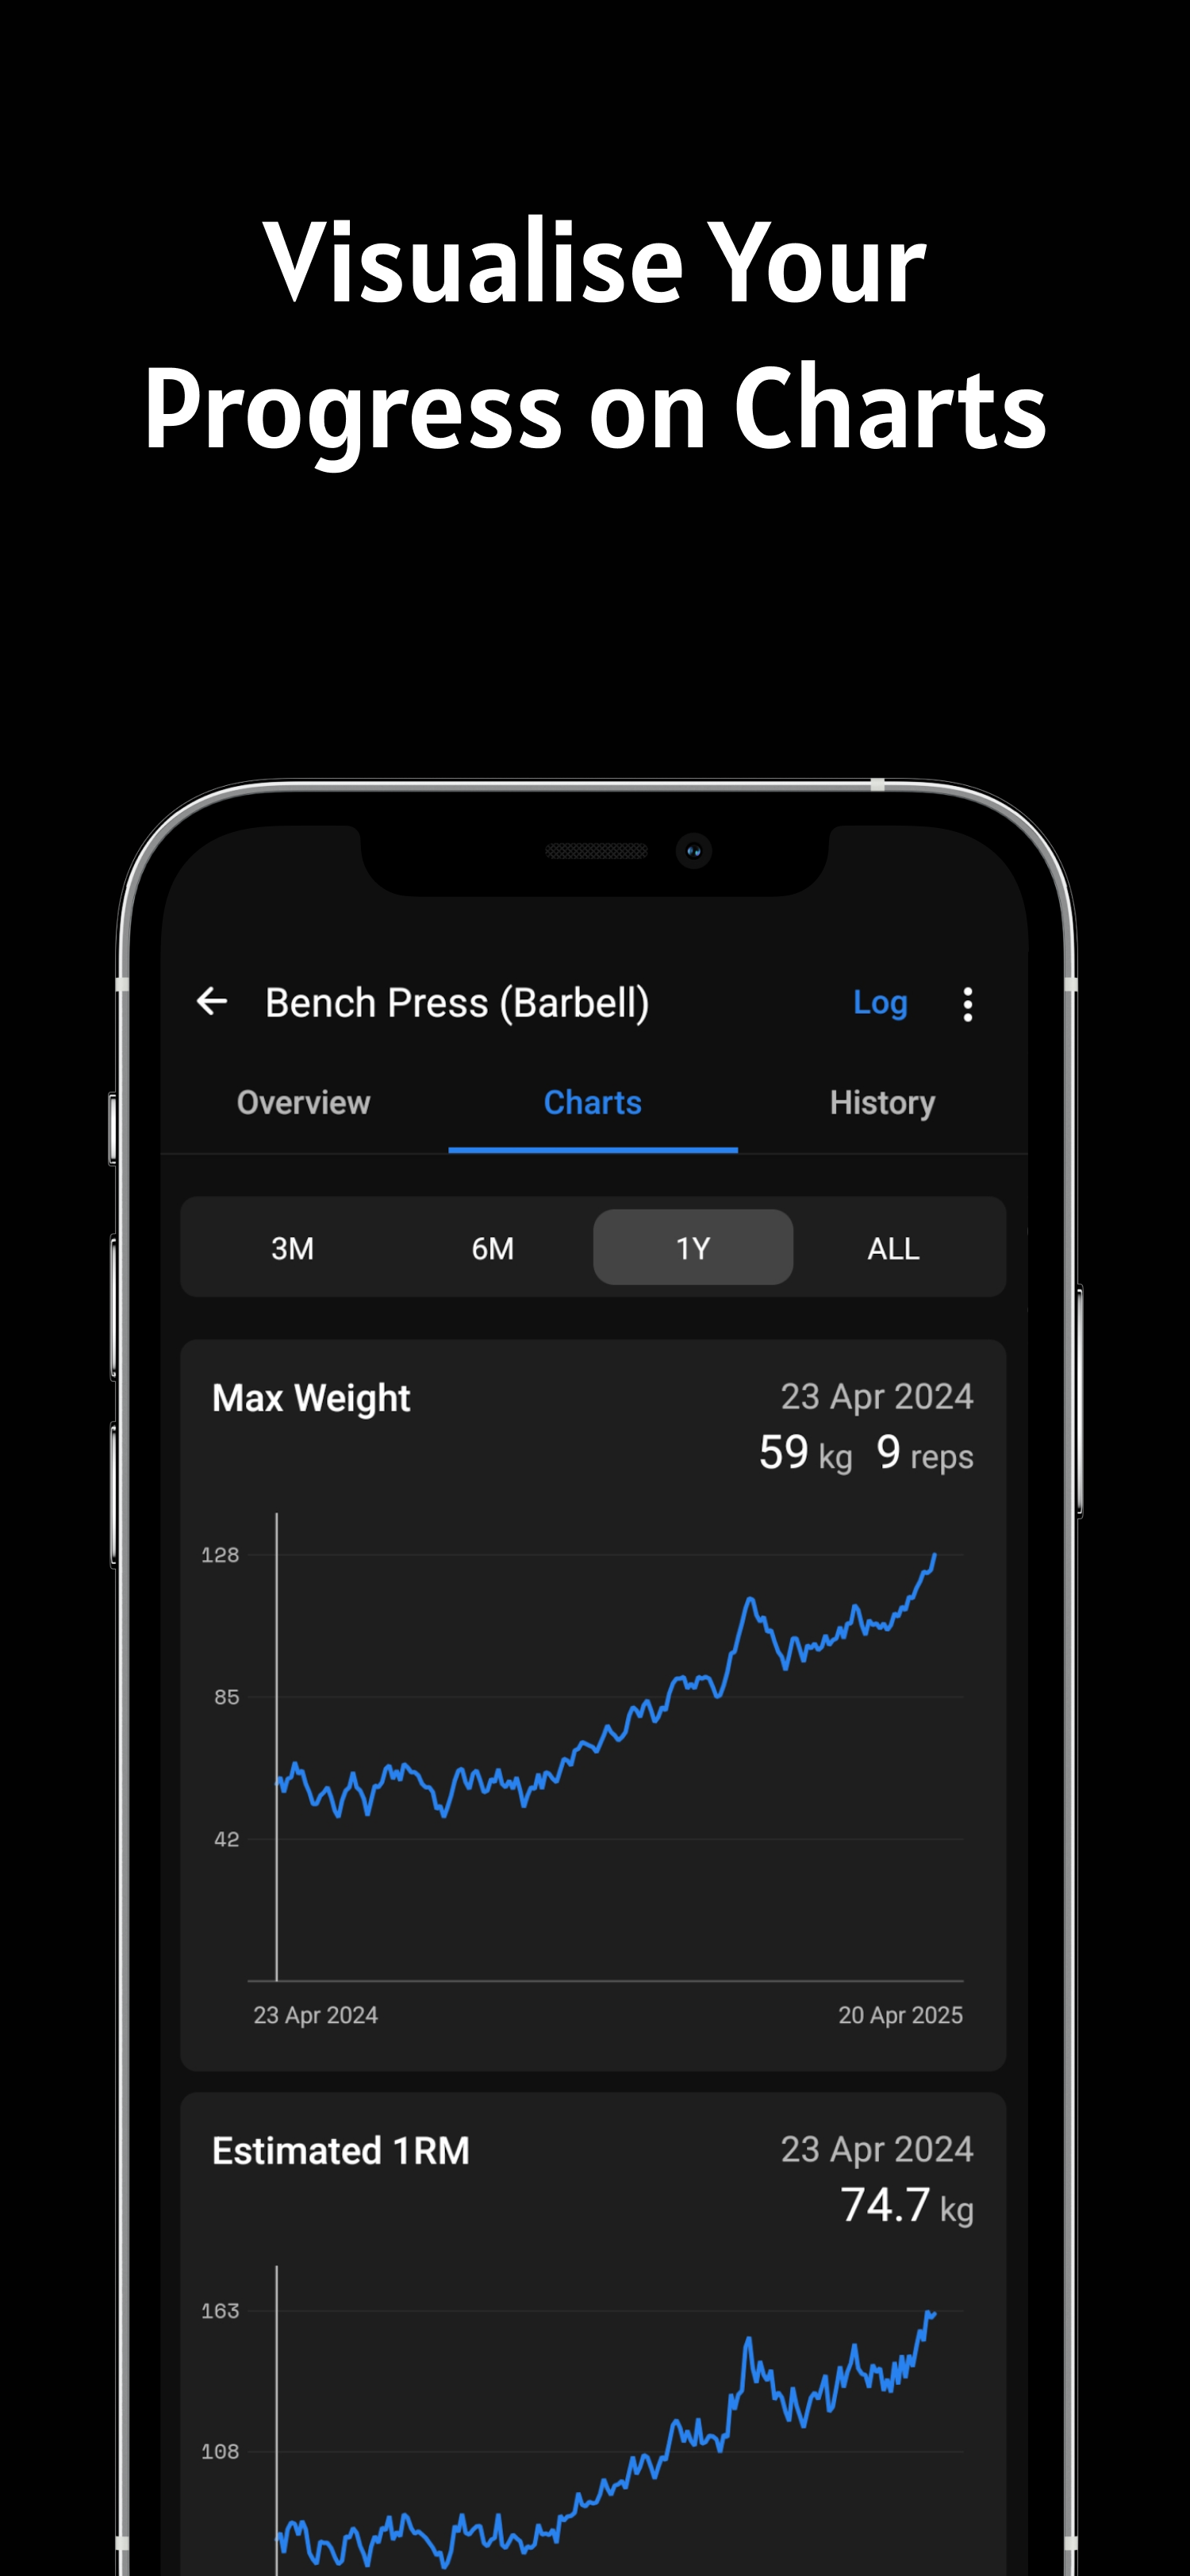 Visualise Your
Progress on Charts
Bench Press (Barbell) Log
Overview Charts History
3M 6M 1Y ALL
Max Weight 23 Apr 2024
59 kg 9 reps
128
85
42
23 Apr 2024 20 Apr 2025
Estimated 1RM 23 Apr 2024
74.7 kg
163
108